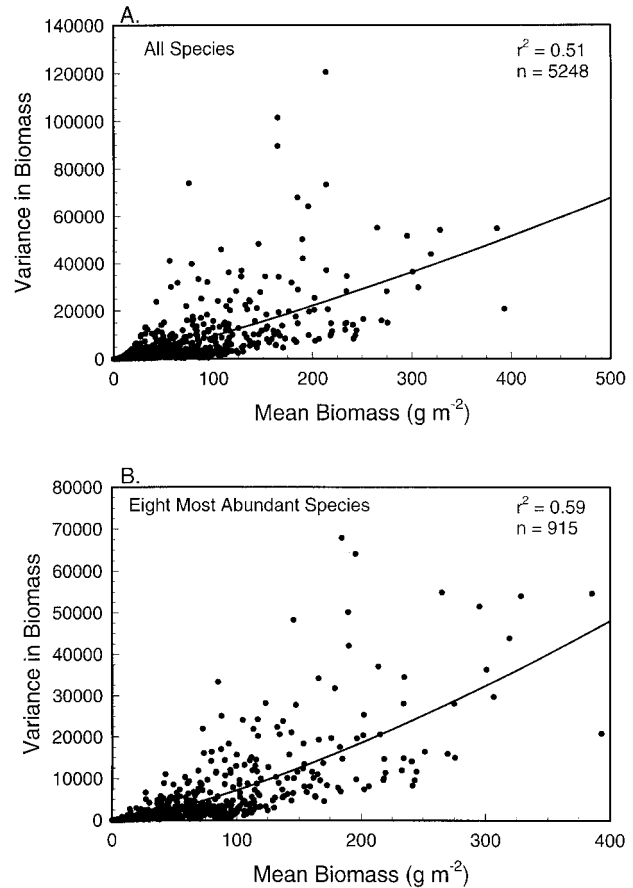 A.
All Species
r² = 0.51
n = 5248
140000
120000
100000
80000
60000
40000
20000
0
Variance in Biomass
0 100 200 300 400 500
Mean Biomass (g m⁻²)
B.
Eight Most Abundant Species
r² = 0.59
n = 915
80000
70000
60000
50000
40000
30000
20000
10000
0
Variance in Biomass
0 100 200 300 400
Mean Biomass (g m⁻²)